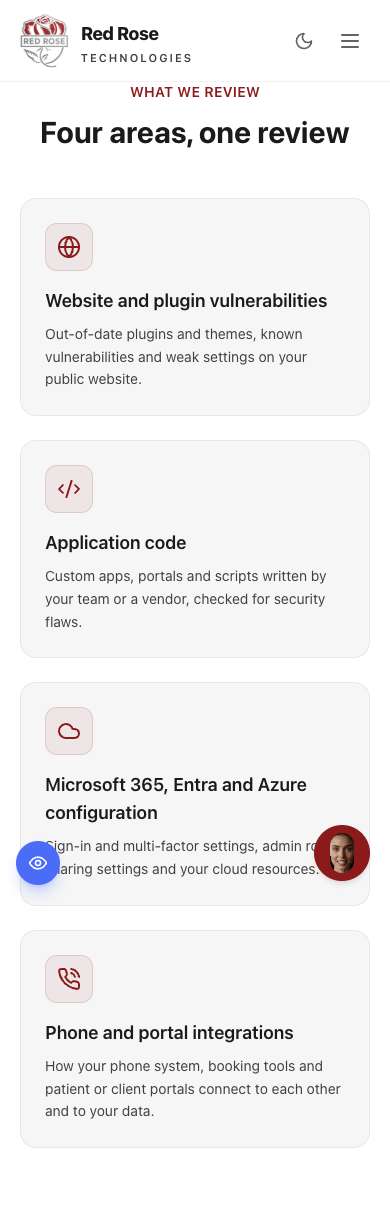 RED ROSE
Red Rose
TECHNOLOGIES
WHAT WE REVIEW
Four areas, one review
Website and plugin vulnerabilities
Out-of-date plugins and themes, known
vulnerabilities and weak settings on your
public website.
Application code
Custom apps, portals and scripts written by
your team or a vendor, checked for security
flaws.
Microsoft 365, Entra and Azure
configuration
Sign-in and multi-factor settings, admin
settings and your cloud resources.
Phone and portal integrations
How your phone system, booking tools and
patient or client portals connect to each other
and to your data.